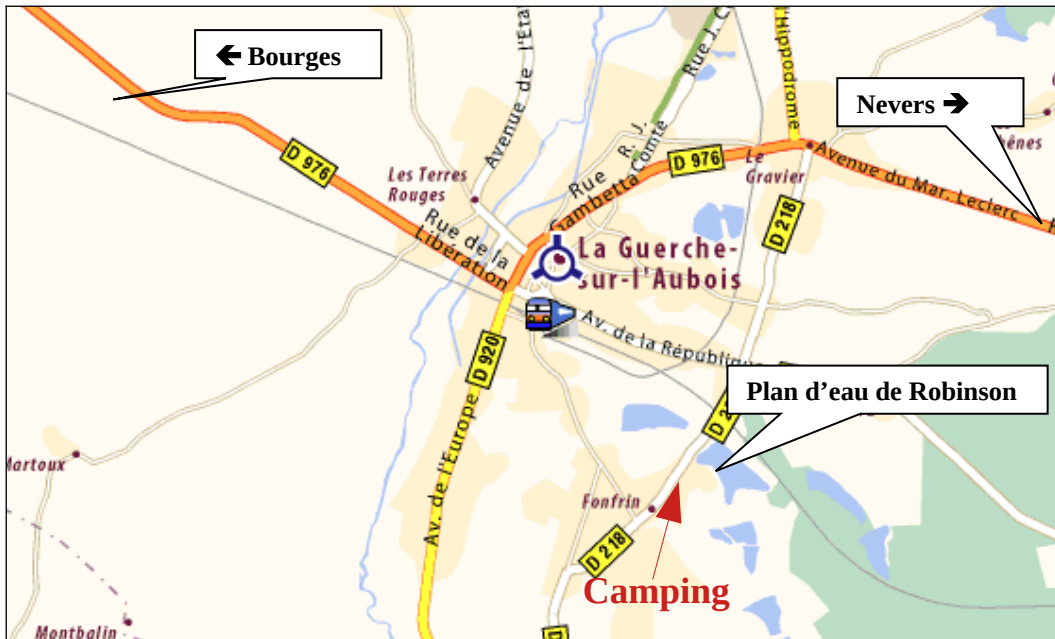 🡸 Bourges
Nevers 🡺
Avenue de l'Eta
Rue J. C
Hippodrome
D 976
Les Terres
Rouges
Rue
R. J.
Comte
Gambetta
D 976
Le
Gravier
Avenue du Mar. Leclerc
hênes
Rue de la
Libération
La Guerche-
sur-l'Aubois
D 218
Av. de la République
D 920
Av. de l'Europe
Plan d'eau de Robinson
D 2
Martoux
Fonfrin
D 218
Camping
Montbalin
D